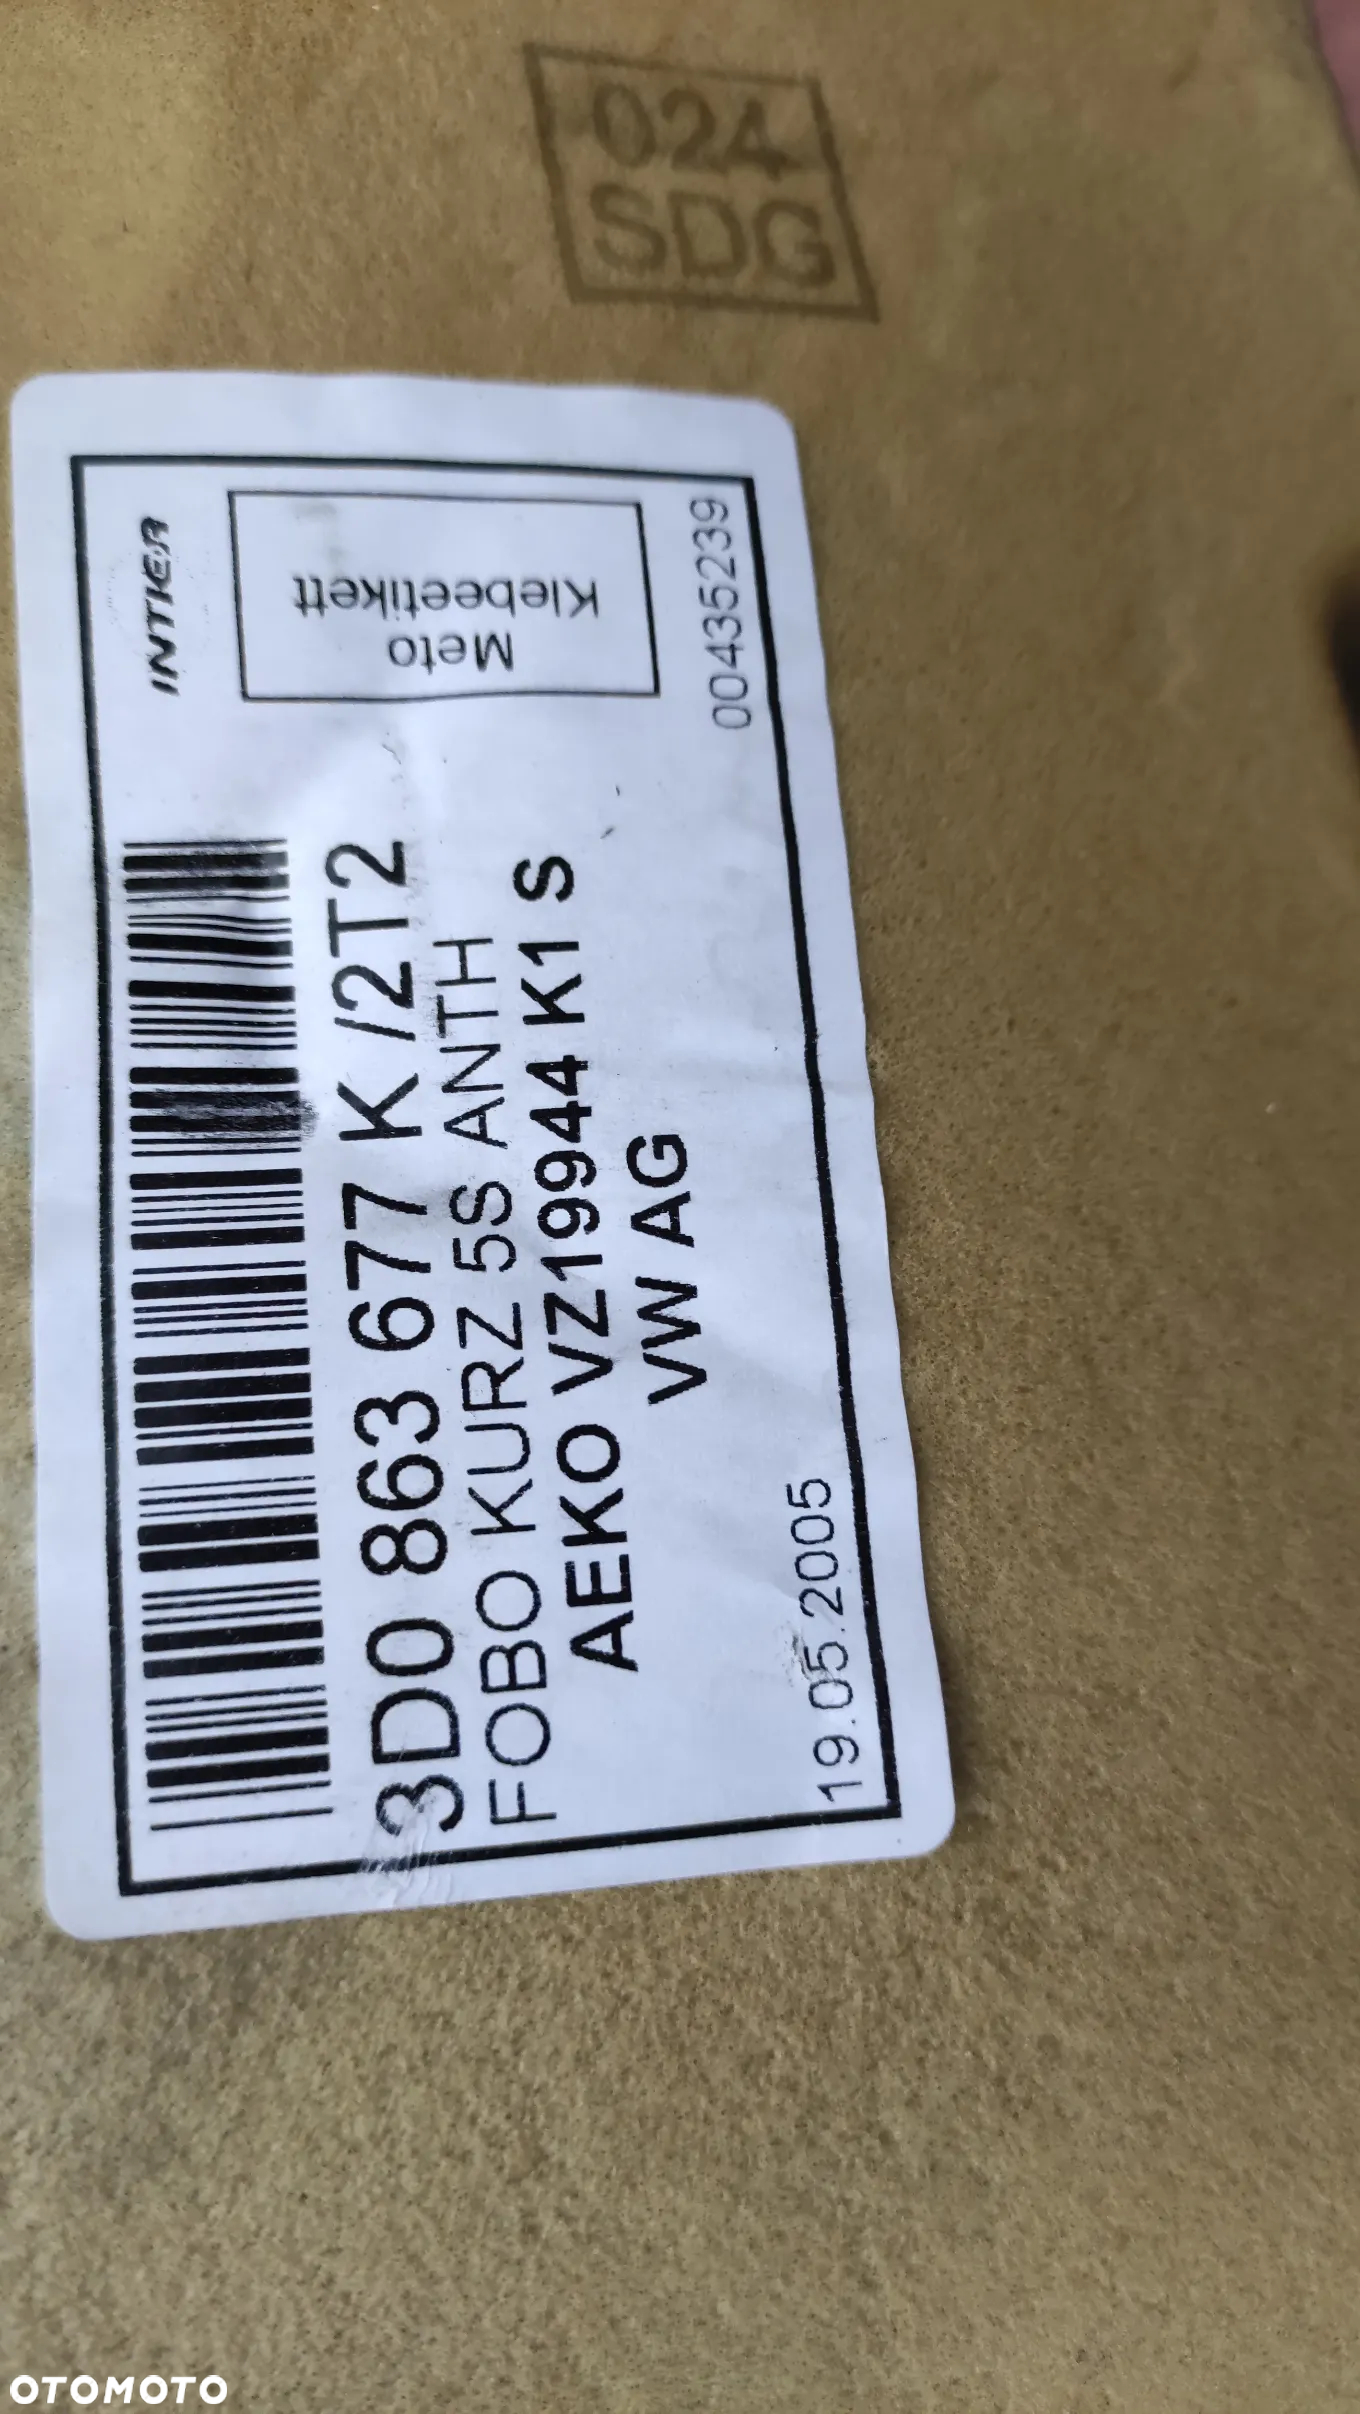 024
SDG
INTIER
Meto
Klebeetikett
3D0 863 677 K /2T2
FOBO KURZ 5S ANTH
AEKO VZ19944 K1 S
VW AG
19.05.2005
00435239
OTOMOTO